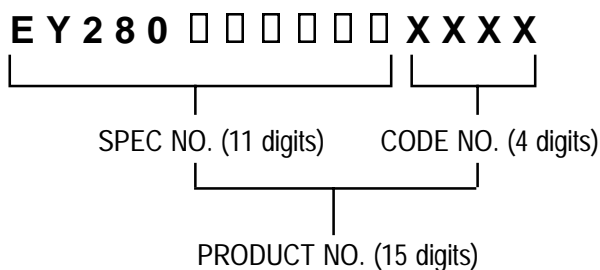 EY280 □□□□□□ XXXX
SPEC NO. (11 digits) CODE NO. (4 digits)
PRODUCT NO. (15 digits)